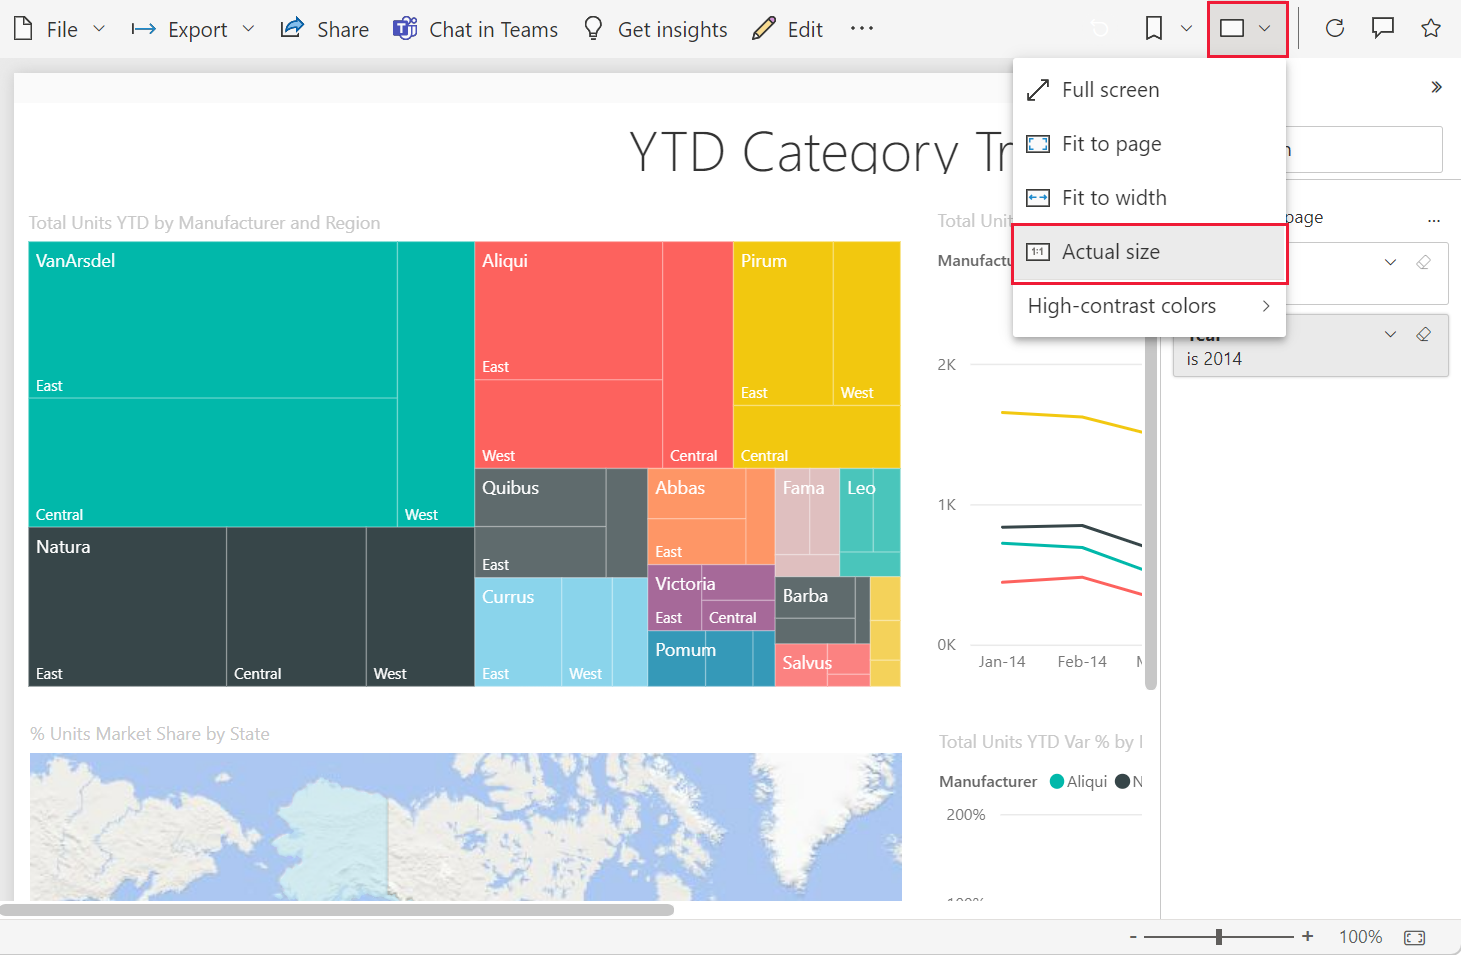 File
Export
Share
Chat in Teams
Get insights
Edit
Full screen
Fit to page
Fit to width
1:1
Actual size
High-contrast colors
page
is 2014
YTD Category Tr
Total Units YTD by Manufacturer and Region
VanArsdel
East
Central
West
Natura
East
Central
West
Aliqui
East
West
Central
Pirum
East
West
Central
Quibus
East
Currus
East
West
Abbas
East
Victoria
East
Central
Pomum
Fama
Leo
Barba
Salvus
Total Unit
Manufactu
2K
1K
0K
Jan-14
Feb-14
% Units Market Share by State
Total Units YTD Var % by
Manufacturer
Aliqui
N
200%
- + 100%